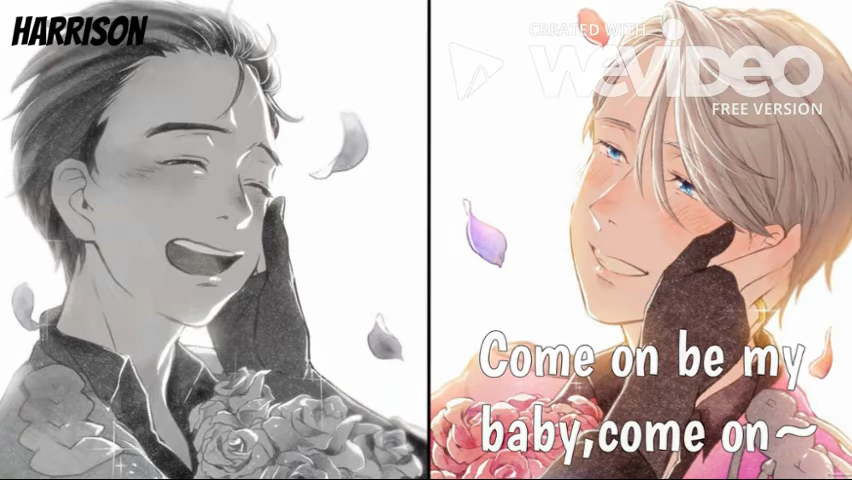 HARRISON
CREATED WITH
WeVideo
FREE VERSION
Come on be my
baby,come on~